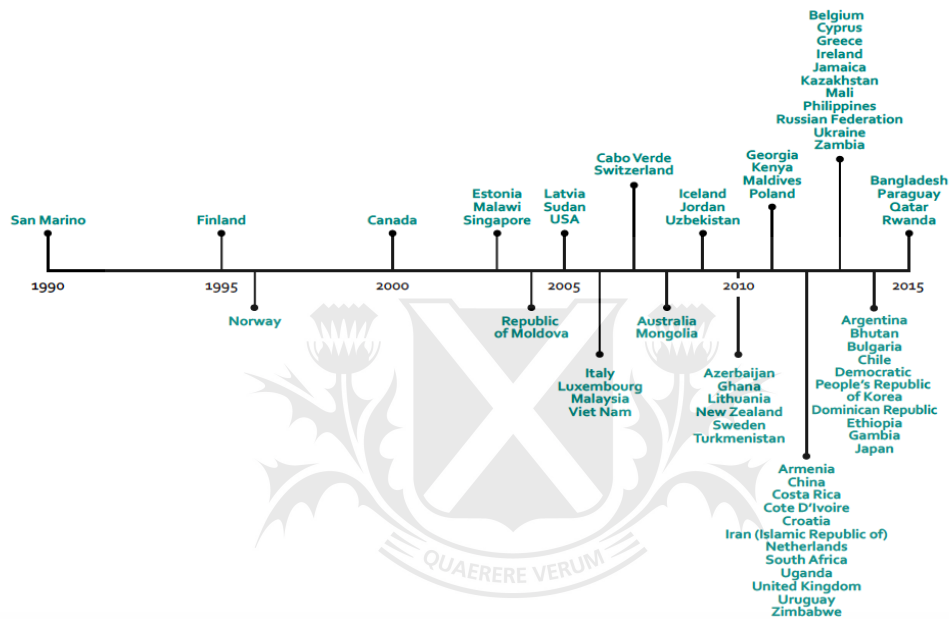 Belgium
Cyprus
Greece
Ireland
Jamaica
Kazakhstan
Mali
Philippines
Russian Federation
Ukraine
Zambia
Cabo Verde
Switzerland
Georgia
Kenya
Maldives
Poland
San Marino
Finland
Canada
Estonia
Malawi
Singapore
Latvia
Sudan
USA
Iceland
Jordan
Uzbekistan
Bangladesh
Paraguay
Qatar
Rwanda
1990
1995
2000
2005
2010
2015
Norway
Republic
of Moldova
Italy
Luxembourg
Malaysia
Viet Nam
Australia
Mongolia
Azerbaijan
Ghana
Lithuania
New Zealand
Sweden
Turkmenistan
Armenia
China
Costa Rica
Cote D'Ivoire
Croatia
Iran (Islamic Republic of)
Netherlands
South Africa
Uganda
United Kingdom
Uruguay
Zimbabwe
Argentina
Bhutan
Bulgaria
Chile
Democratic
People's Republic
of Korea
Dominican Republic
Ethiopia
Gambia
Japan
QUAERERE VERUM